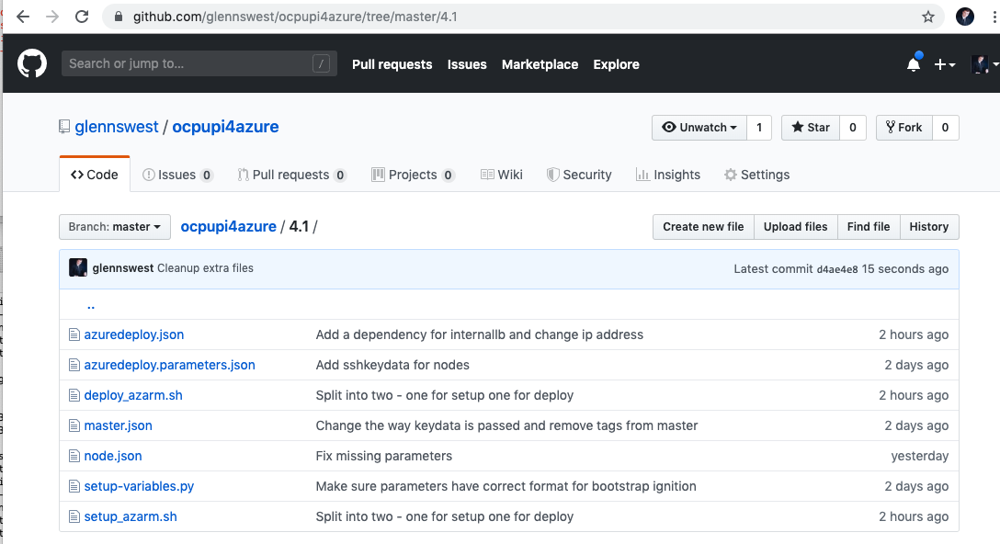 github.com/glennswest/ocpupi4azure/tree/master/4.1
Search or jump to... / Pull requests Issues Marketplace Explore
glennswest / ocpupi4azure Unwatch 1 Star 0 Fork 0
Code Issues 0 Pull requests 0 Projects 0 Wiki Security Insights Settings
Branch: master ocpupi4azure / 4.1 / Create new file Upload files Find file History
glennswest Cleanup extra files Latest commit d4ae4e8 15 seconds ago
..
azuredeploy.json Add a dependency for internallb and change ip address 2 hours ago
azuredeploy.parameters.json Add sshkeydata for nodes 2 days ago
deploy_azarm.sh Split into two - one for setup one for deploy 2 hours ago
master.json Change the way keydata is passed and remove tags from master 2 days ago
node.json Fix missing parameters yesterday
setup-variables.py Make sure parameters have correct format for bootstrap ignition 2 days ago
setup_azarm.sh Split into two - one for setup one for deploy 2 hours ago